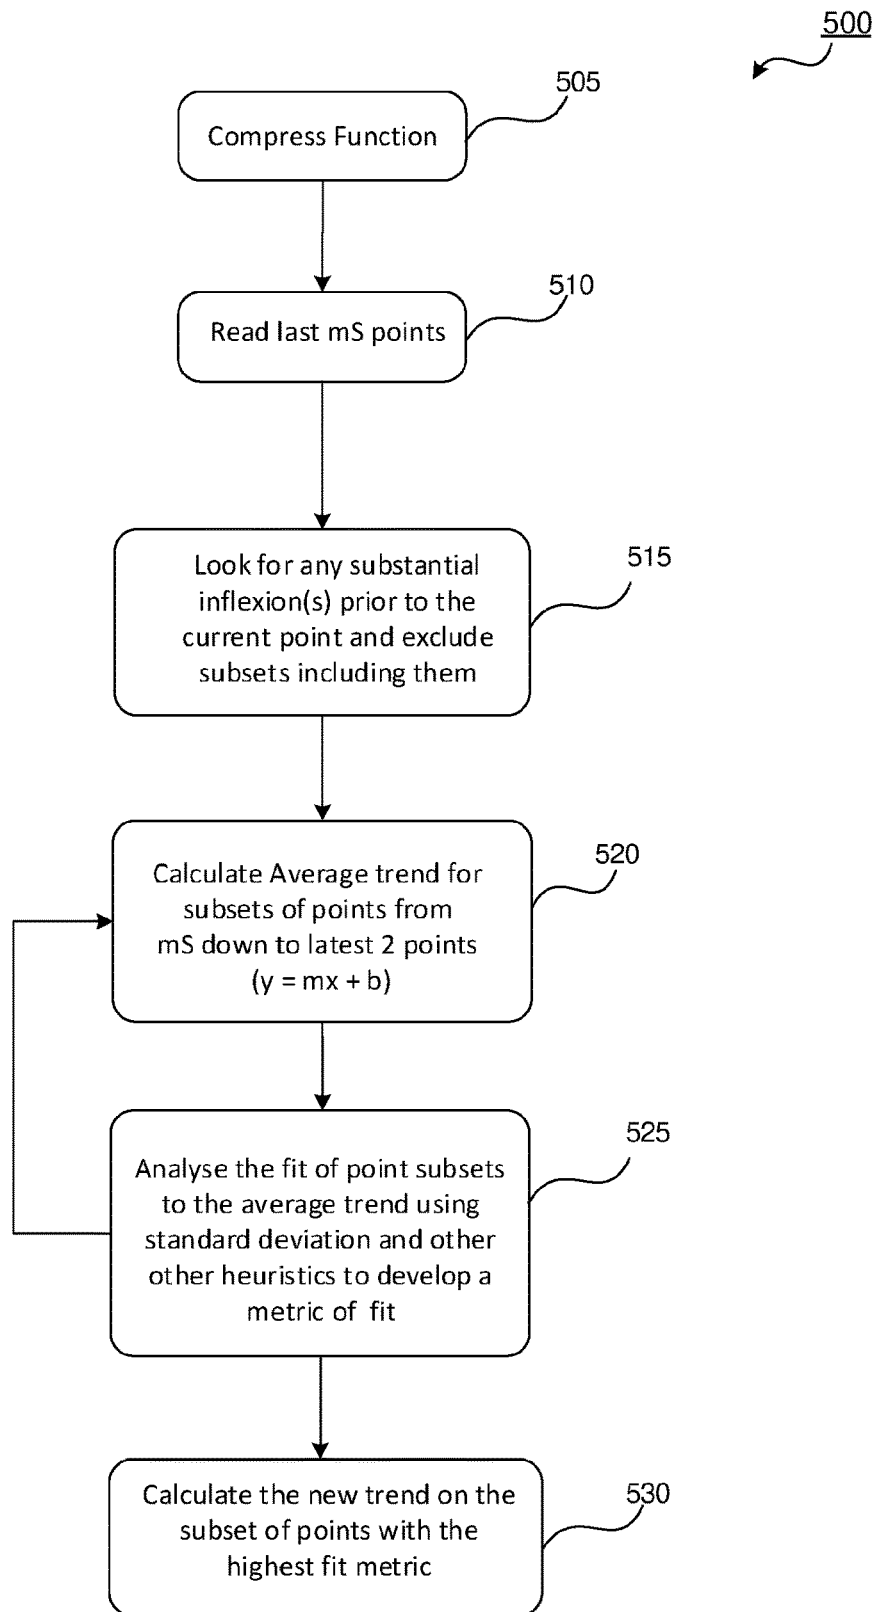 500
505
Compress Function
510
Read last mS points
515
Look for any substantial
inflexion(s) prior to the
current point and exclude
subsets including them
520
Calculate Average trend for
subsets of points from
mS down to latest 2 points
(y = mx + b)
525
Analyse the fit of point subsets
to the average trend using
standard deviation and other
other heuristics to develop a
metric of fit
530
Calculate the new trend on the
subset of points with the
highest fit metric